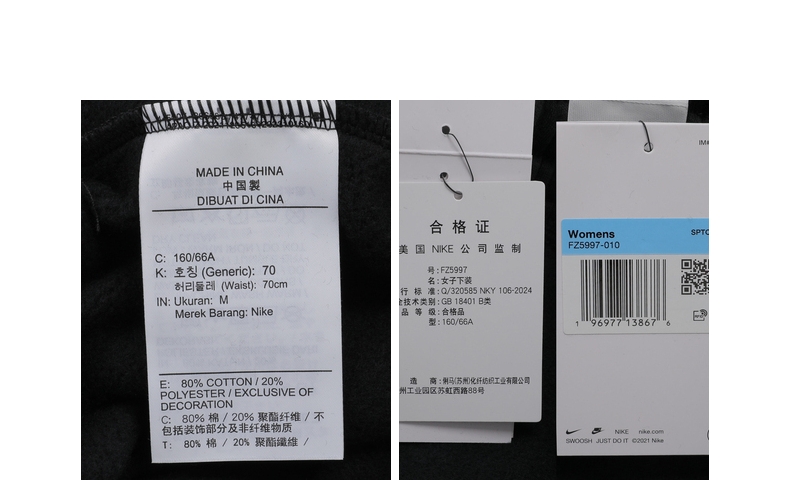 MADE IN CHINA
中国製
DIBUAT DI CINA
C: 160/66A
K: 호칭 (Generic): 70
허리둘레 (Waist): 70cm
IN: Ukuran: M
Merek Barang: Nike
E: 80% COTTON / 20%
POLYESTER / EXCLUSIVE OF
DECORATION
C: 80% 棉 / 20% 聚酯纤维 / 不
包括装饰部分及非纤维物质
T: 80% 棉 / 20% 聚酯纖維 /
合格证
美国 NIKE 公司监制
号: FZ5997
名: 女子下装
行标准: Q/320585 NKY 106-2024
全技术类别: GB 18401 B类
品等级: 合格品
型: 160/66A
造商: 俐马(苏州)化纤纺织工业有限公司
州工业园区苏虹西路88号
Womens
FZ5997-010
SPTC
1 96977 13867 6
NIKE nike.com
SWOOSH JUST DO IT ©2021 Nike